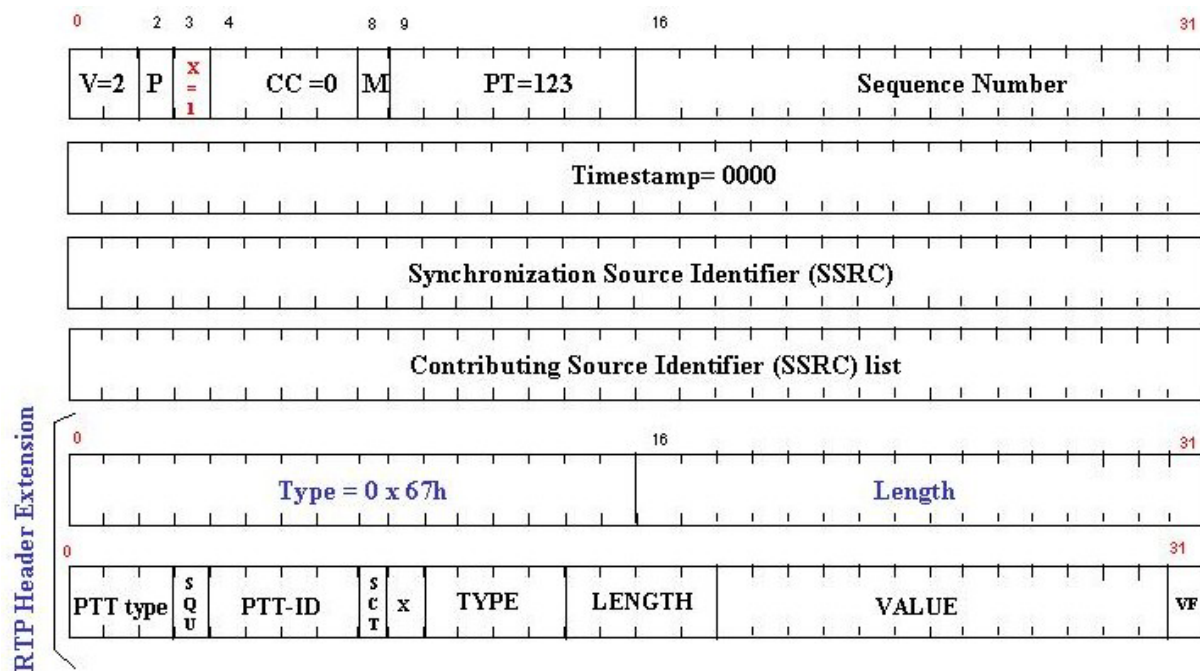 0 2 3 4 8 9 16 31
V=2 P X=1 CC =0 M PT=123 Sequence Number
Timestamp= 0000
Synchronization Source Identifier (SSRC)
Contributing Source Identifier (SSRC) list
RTP Header Extension
0 16 31
Type = 0 x 67h Length
0 31
PTT type SQU PTT-ID SCT X TYPE LENGTH VALUE VF